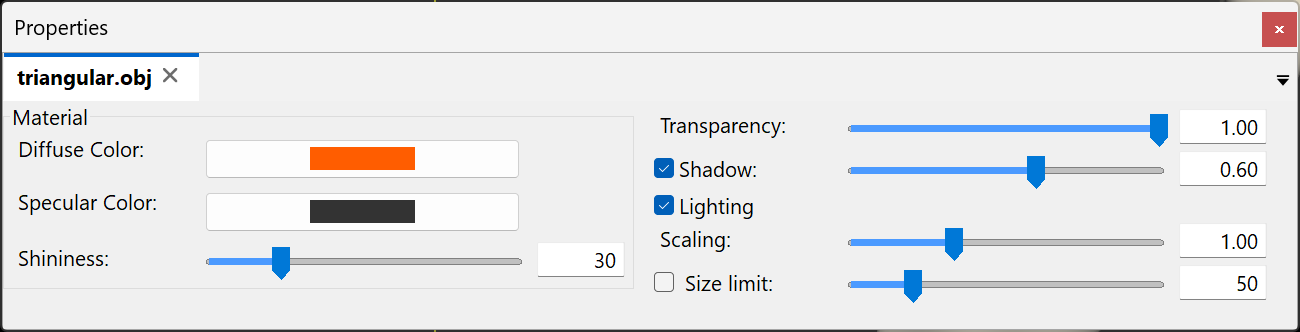 Properties
triangular.obj
Material
Diffuse Color:
Specular Color:
Shininess: 30
Transparency: 1.00
Shadow: 0.60
Lighting
Scaling: 1.00
Size limit: 50